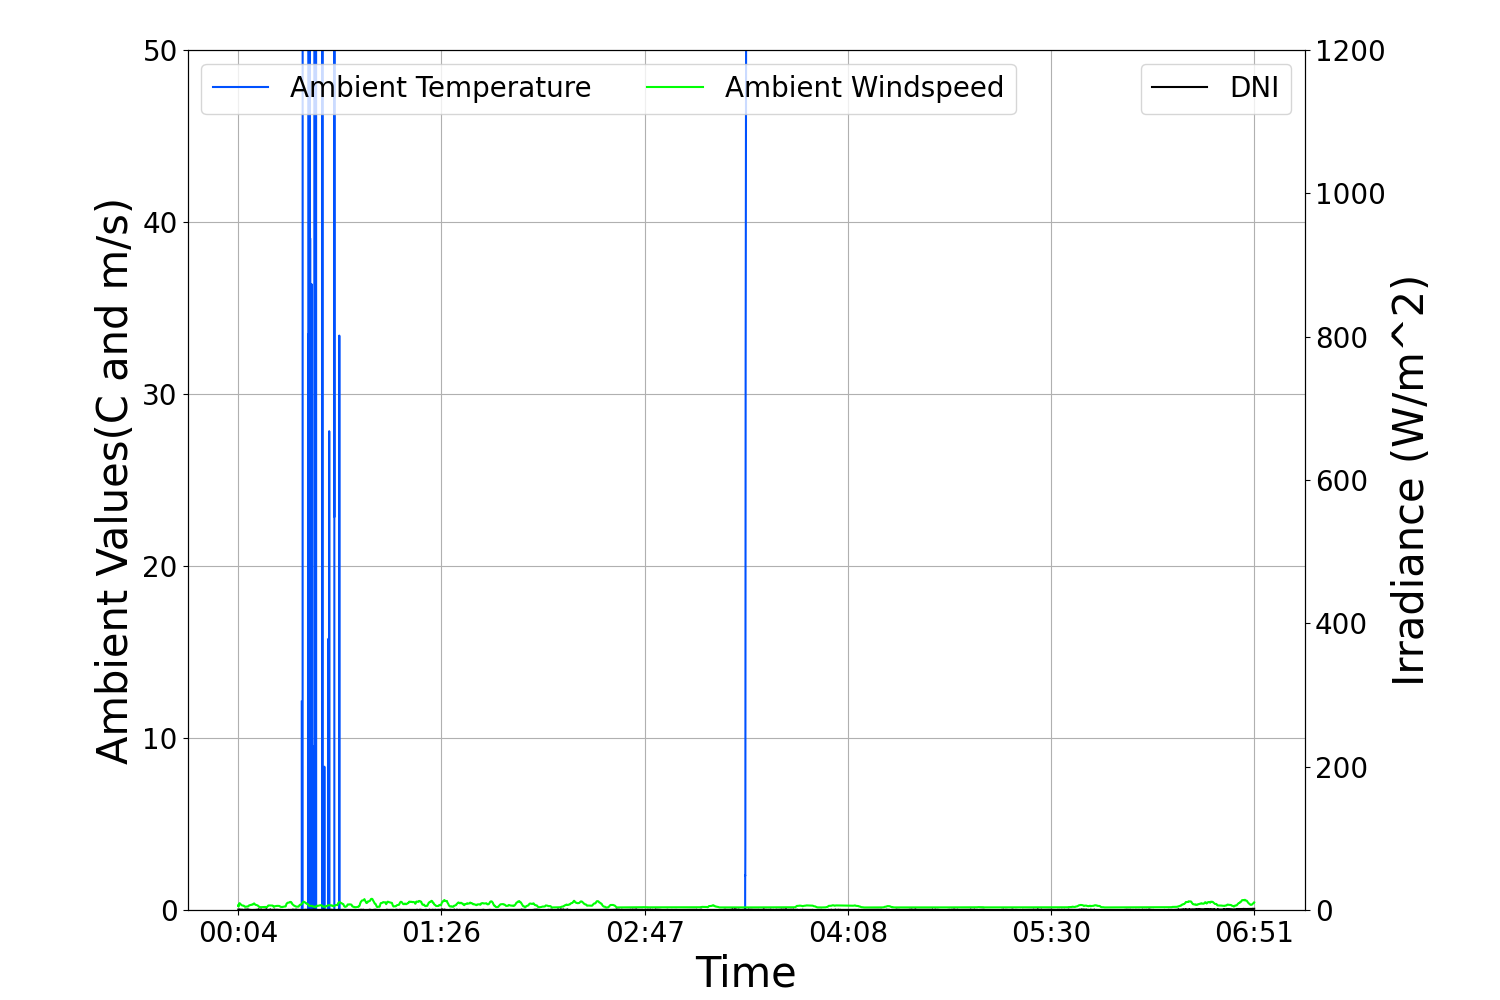 Ambient Temperature
Ambient Windspeed
DNI
Ambient Values(C and m/s)
50
40
30
20
10
0
1200
1000
800
600
400
200
0
Irradiance (W/m^2)
00:04 01:26 02:47 04:08 05:30 06:51
Time